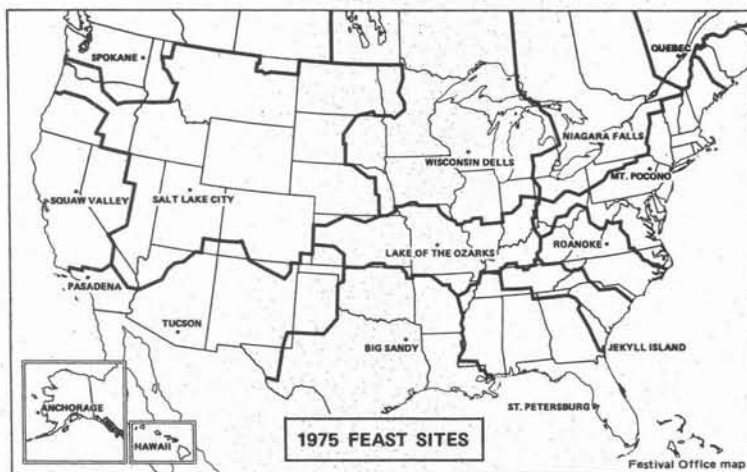 SPOKANE
QUEBEC
NIAGARA FALLS
WISCONSIN DELLS
MT. POCONO
SQUAW VALLEY
SALT LAKE CITY
LAKE OF THE OZARKS
ROANOKE
PASADENA
TUCSON
BIG SANDY
JEKYLL ISLAND
ANCHORAGE
ST. PETERSBURG
HAWAII
1975 FEAST SITES
Festival Office map